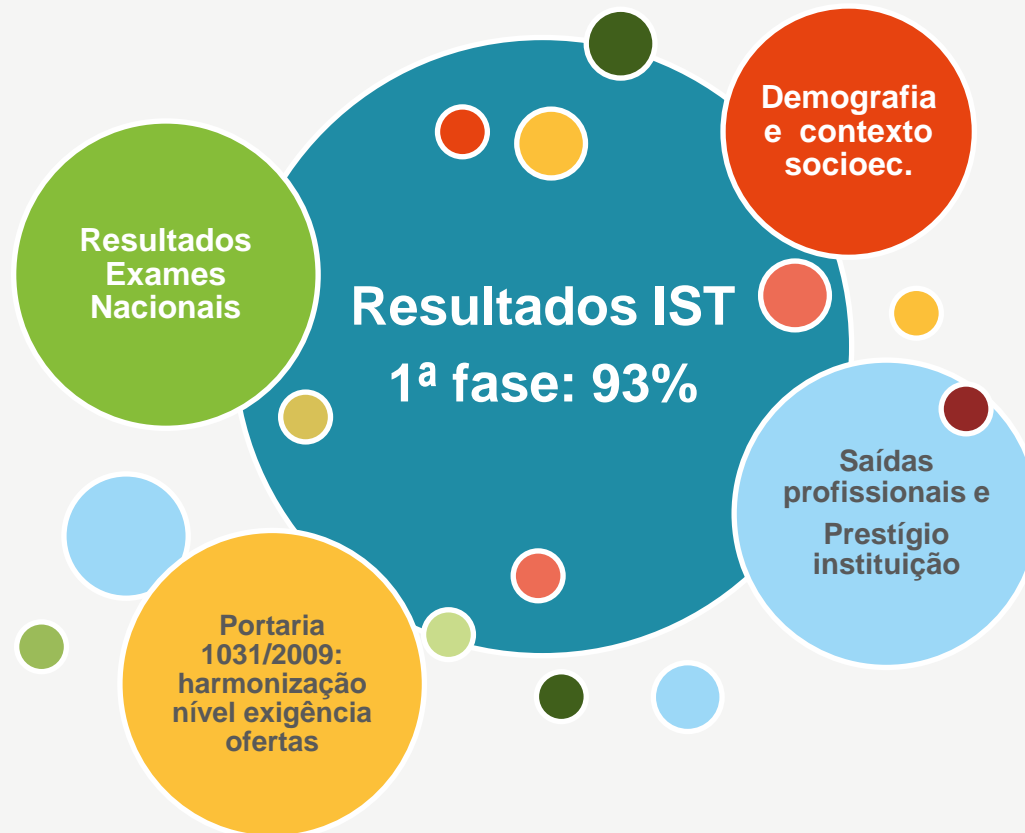 Demografia
e contexto
socioec.
Resultados
Exames
Nacionais
Resultados IST
1ª fase: 93%
Saídas
profissionais e
Prestígio
instituição
Portaria
1031/2009:
harmonização
nível exigência
ofertas